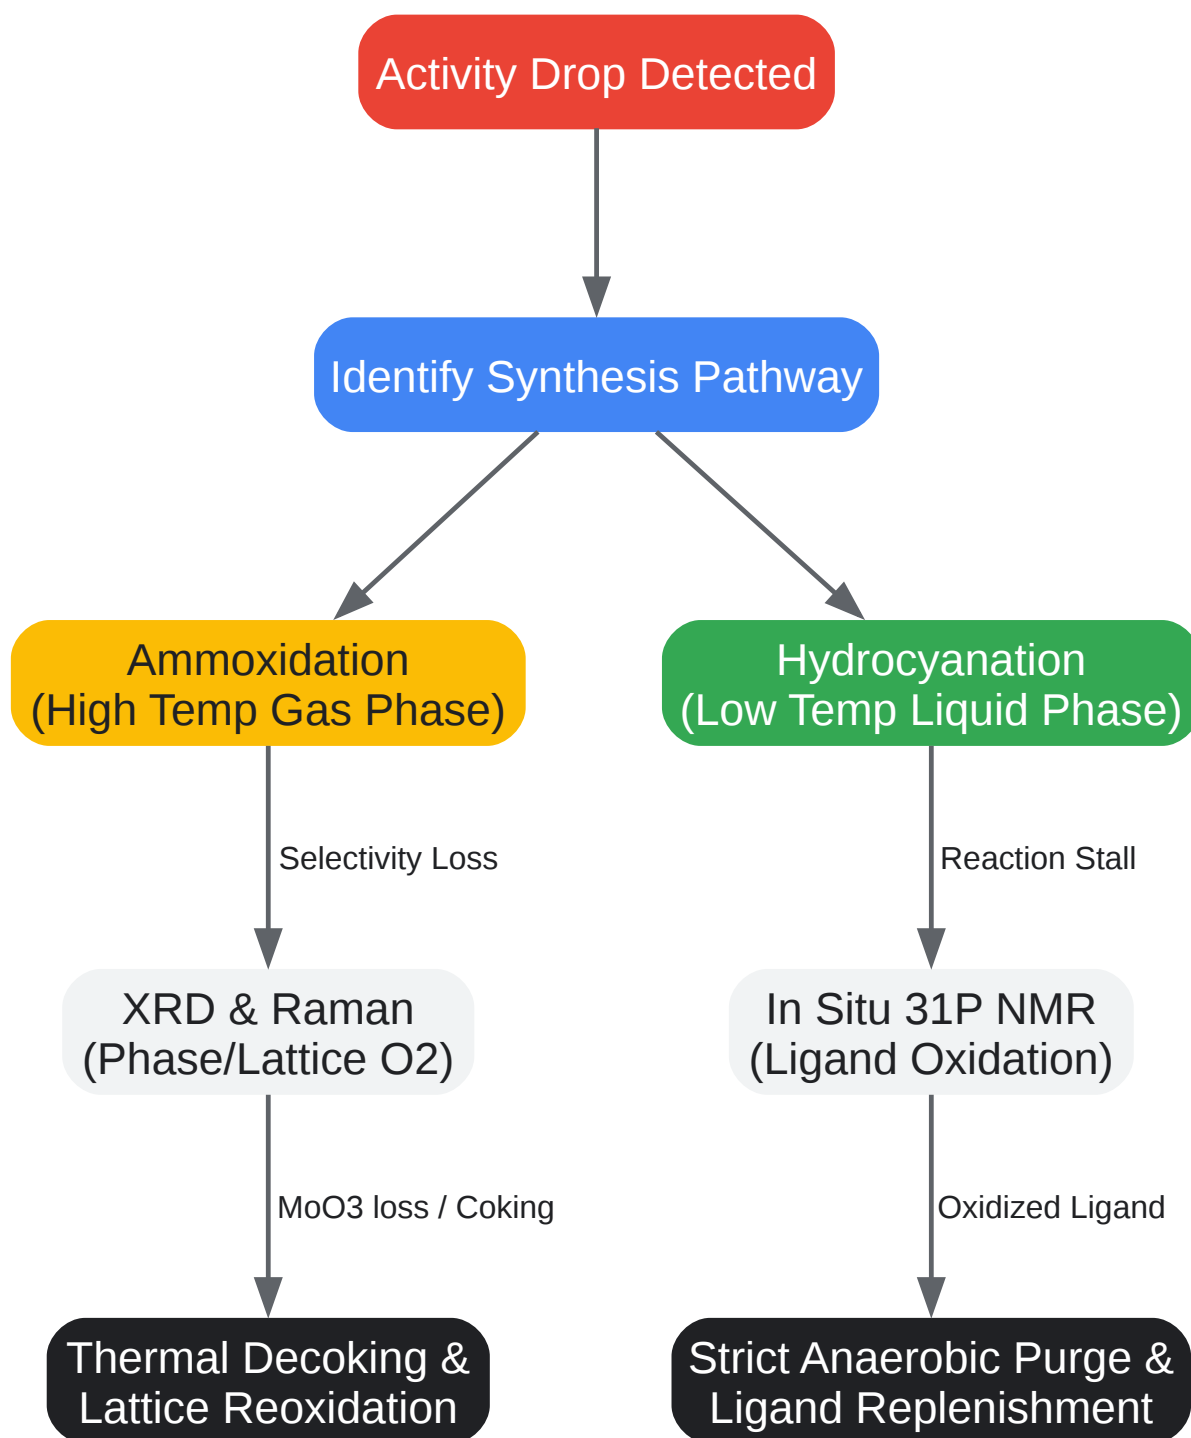 Activity Drop Detected
Identify Synthesis Pathway
Ammoxidation
(High Temp Gas Phase)
Hydrocyanation
(Low Temp Liquid Phase)
Selectivity Loss
Reaction Stall
XRD & Raman
(Phase/Lattice O2)
In Situ 31P NMR
(Ligand Oxidation)
MoO3 loss / Coking
Oxidized Ligand
Thermal Decoking &
Lattice Reoxidation
Strict Anaerobic Purge &
Ligand Replenishment